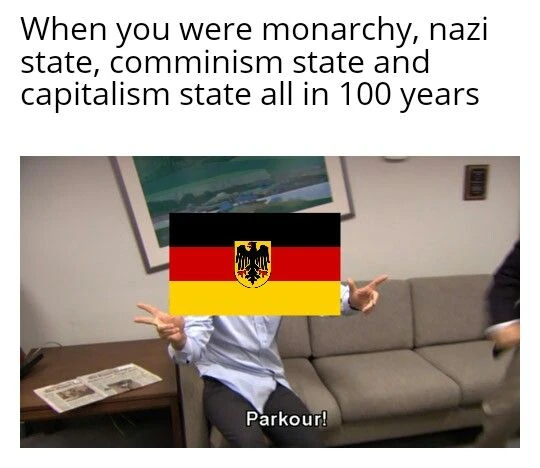 When you were monarchy, nazi
state, comminism state and
capitalism state all in 100 years
Parkour!